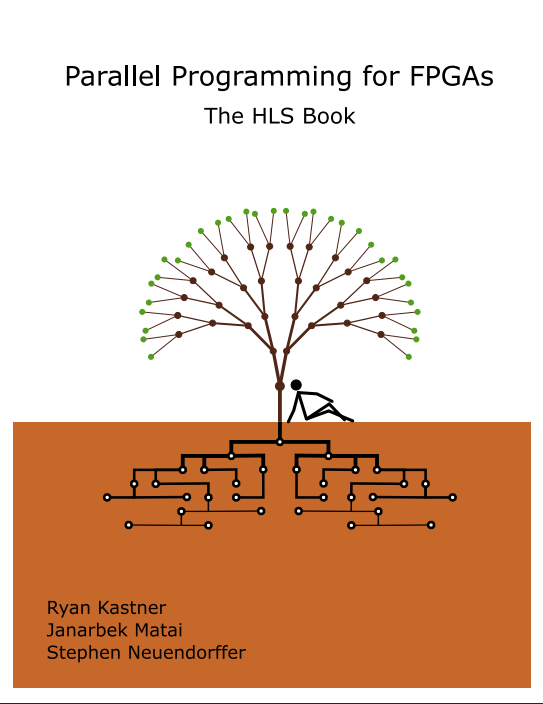 Parallel Programming for FPGAs
The HLS Book
Ryan Kastner
Janarbek Matai
Stephen Neuendorffer